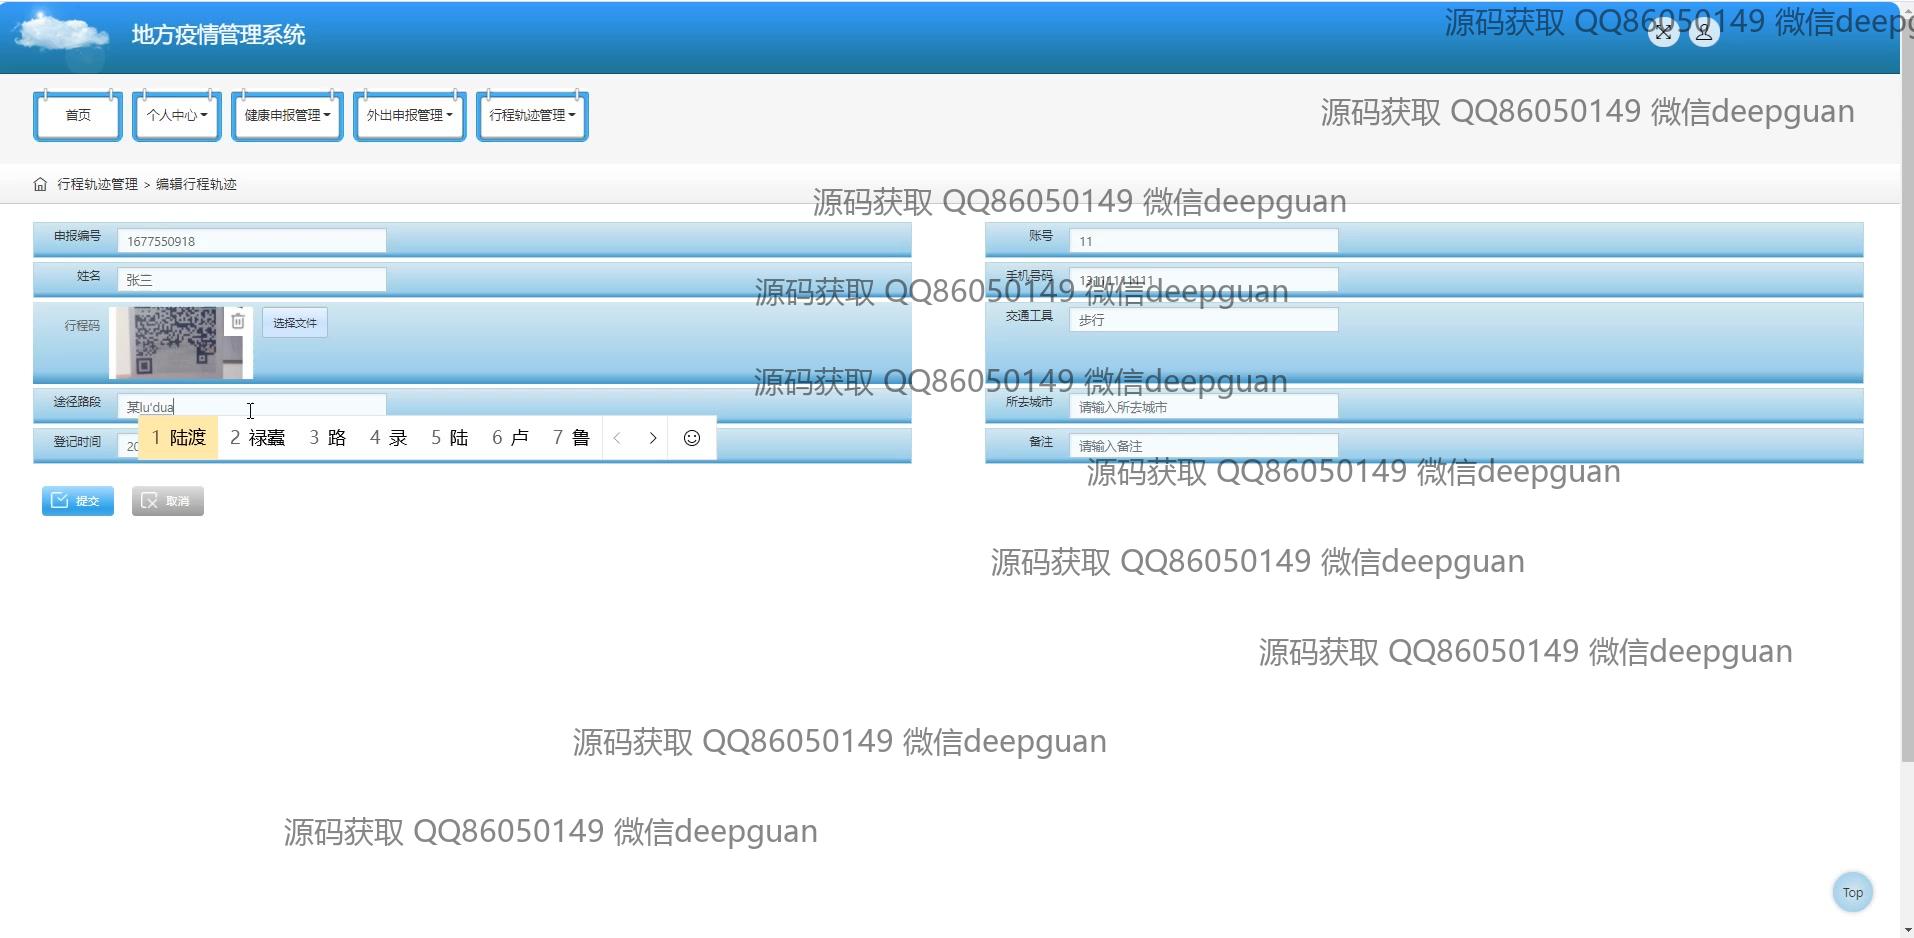 地方疫情管理系统
源码获取 QQ86050149 微信deepg
首页 个人中心 健康申报管理 外出申报管理 行程轨迹管理
源码获取 QQ86050149 微信deepguan
行程轨迹管理 > 编辑行程轨迹
源码获取 QQ86050149 微信deepguan
申报编号 1677550918 账号 11
姓名 张三 手机号码 13111111111
源码获取 QQ86050149 微信deepguan
行程码 选择文件 交通工具 步行
源码获取 QQ86050149 微信deepguan
途径路段 某lu'dua 所去城市 请输入所去城市
登记时间 20 备注 请输入备注
1 陆渡 2 禄囊 3 路 4 录 5 陆 6 卢 7 鲁
源码获取 QQ86050149 微信deepguan
提交 取消
源码获取 QQ86050149 微信deepguan
源码获取 QQ86050149 微信deepguan
源码获取 QQ86050149 微信deepguan
源码获取 QQ86050149 微信deepguan
Top